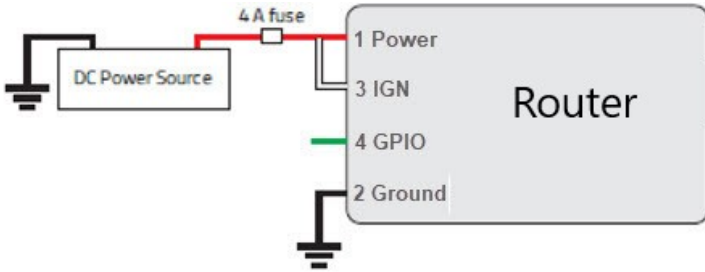 4 A fuse
DC Power Source
1 Power
3 IGN
Router
4 GPIO
2 Ground